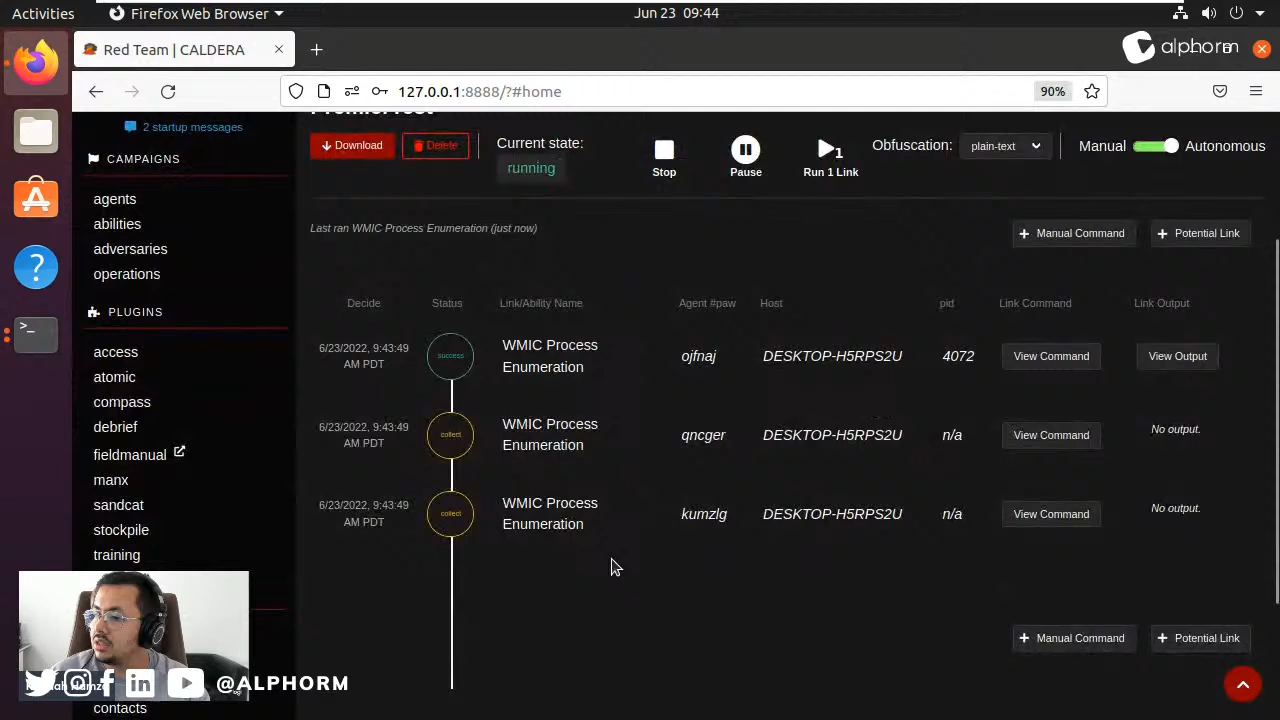 Activities
Firefox Web Browser
Jun 23 09:44
Red Team | CALDERA
alphorm
127.0.0.1:8888/?#home
90%
2 startup messages
CAMPAIGNS
agents
abilities
adversaries
operations
PLUGINS
access
atomic
compass
debrief
fieldmanual
manx
sandcat
stockpile
training
contacts
Download
Delete
Current state:
running
Stop
Pause
1
Run 1 Link
Obfuscation:
plain-text
Manual
Autonomous
Last ran WMIC Process Enumeration (just now)
+ Manual Command
+ Potential Link
Decide Status Link/Ability Name Agent #paw Host pid Link Command Link Output
6/23/2022, 9:43:49
AM PDT
success
WMIC Process
Enumeration
ojfnaj
DESKTOP-H5RPS2U
4072
View Command
View Output
6/23/2022, 9:43:49
AM PDT
collect
WMIC Process
Enumeration
qncger
DESKTOP-H5RPS2U
n/a
View Command
No output.
6/23/2022, 9:43:49
AM PDT
collect
WMIC Process
Enumeration
kumzlg
DESKTOP-H5RPS2U
n/a
View Command
No output.
+ Manual Command
+ Potential Link
@ALPHORM